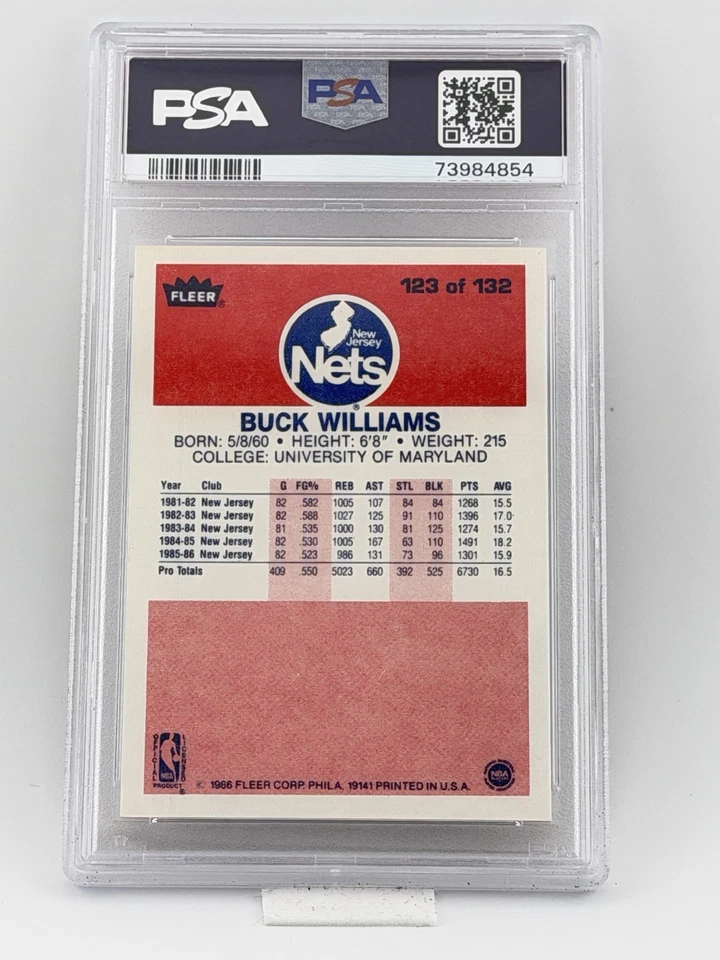 PSA
PSA
73984854
FLEER®
123 of 132
New Jersey
Nets
®
BUCK WILLIAMS
BORN: 5/8/60 • HEIGHT: 6'8" • WEIGHT: 215
COLLEGE: UNIVERSITY OF MARYLAND
Year Club G FG% REB AST STL BLK PTS AVG
1981-82 New Jersey 82 .582 1005 107 84 84 1268 15.5
1982-83 New Jersey 82 .588 1027 125 91 110 1396 17.0
1983-84 New Jersey 81 .535 1000 130 81 125 1274 15.7
1984-85 New Jersey 82 .530 1005 167 63 110 1491 18.2
1985-86 New Jersey 82 .523 986 131 73 96 1301 15.9
Pro Totals 409 .550 5023 660 392 525 6730 16.5
OFFICIAL LICENSED
NBA
PRODUCT
®
© 1986 FLEER CORP. PHILA. 19141 PRINTED IN U.S.A.
NBA
PSA